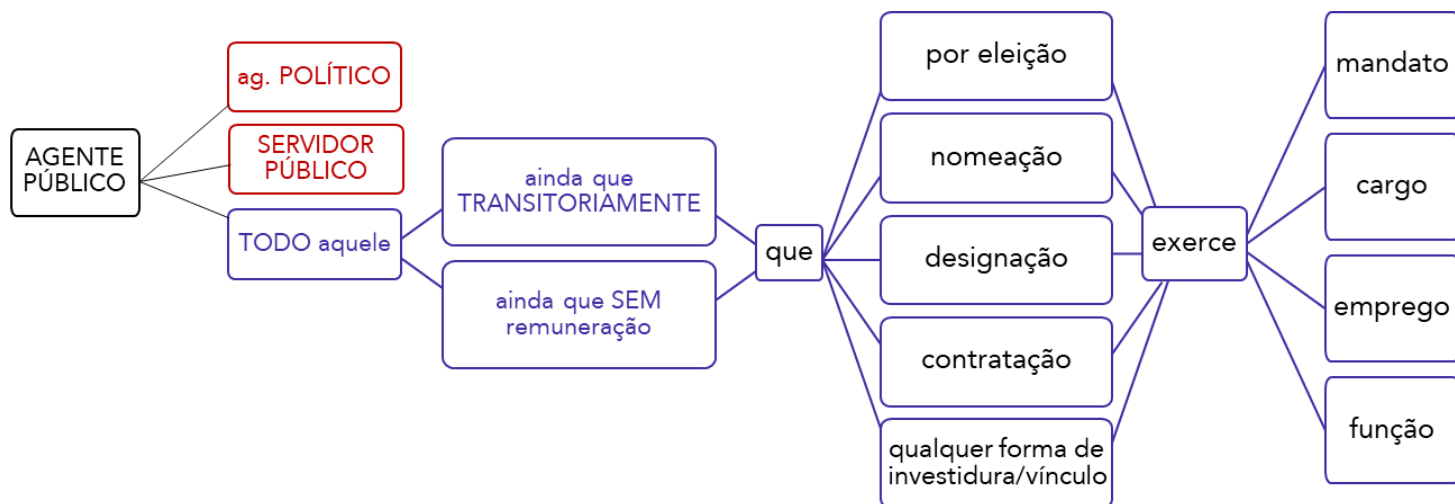 AGENTE
PÚBLICO
ag. POLÍTICO
SERVIDOR
PÚBLICO
TODO aquele
ainda que
TRANSITORIAMENTE
ainda que SEM
remuneração
que
por eleição
nomeação
designação
contratação
qualquer forma de
investidura/vínculo
exerce
mandato
cargo
emprego
função